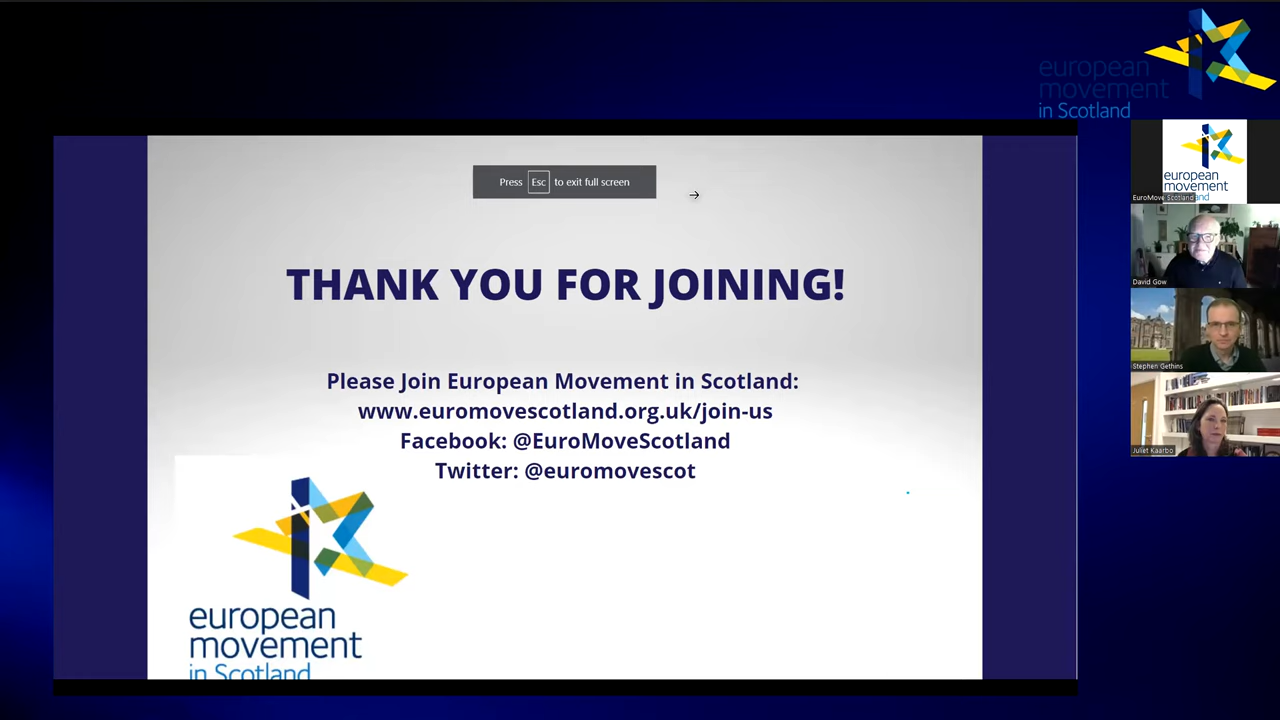 european
movement
in Scotland
Press Esc to exit full screen
THANK YOU FOR JOINING!
Please Join European Movement in Scotland:
www.euromovescotland.org.uk/join-us
Facebook: @EuroMoveScotland
Twitter: @euromovescot
european
movement
in Scotland
european
movement
EuroMove Scotland
David Gow
Stephen Gethins
Juliet Kaarbo